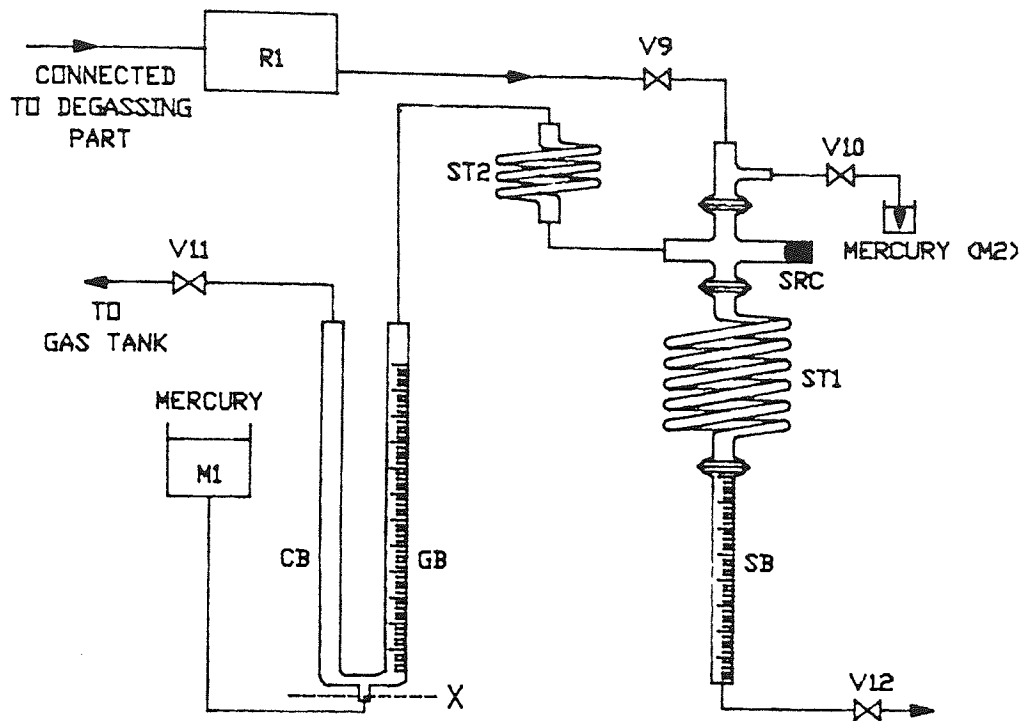 R1
V9
CONNECTED
TO DEGASSING
PART
V10
ST2
MERCURY (M2)
SRC
V11
TO
GAS TANK
ST1
MERCURY
M1
CB
GB
SB
X
V12